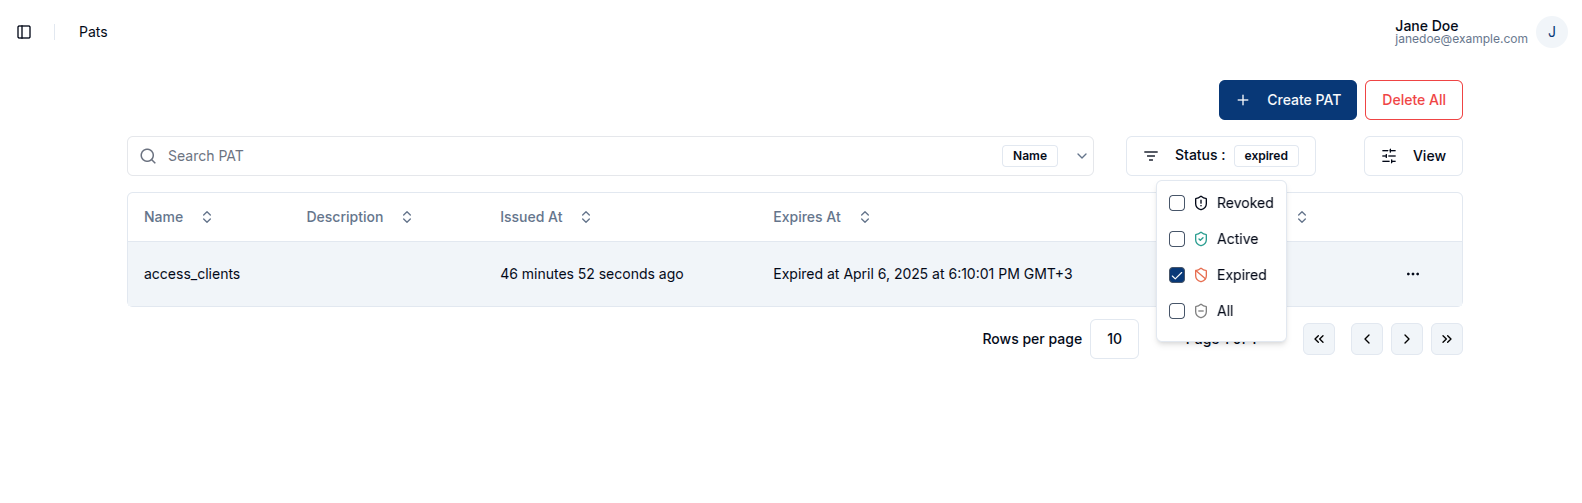 Pats
Jane Doe
janedoe@example.com
J
Create PAT
Delete All
Search PAT
Name
Status :
expired
View
Name
Description
Issued At
Expires At
access_clients
46 minutes 52 seconds ago
Expired at April 6, 2025 at 6:10:01 PM GMT+3
Revoked
Active
Expired
All
Rows per page
10